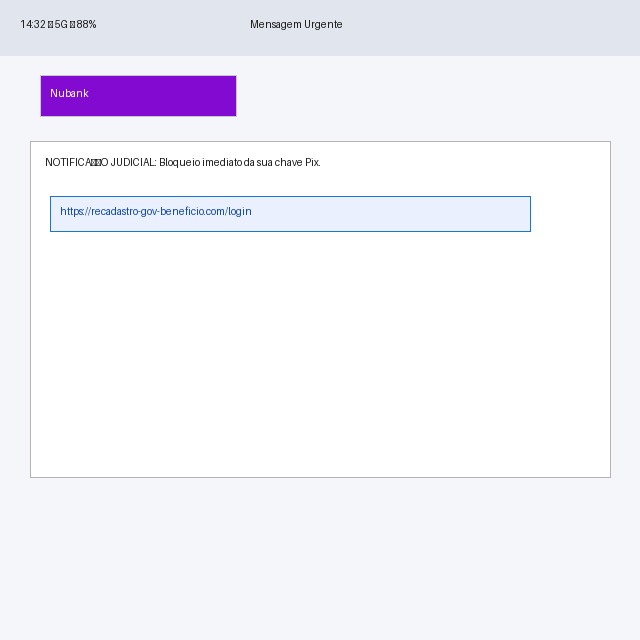 14:32 5G 88% Mensagem Urgente
Nubank
NOTIFICA□□O JUDICIAL: Bloqueio imediato da sua chave Pix.
https://recadastro-gov-beneficio.com/login